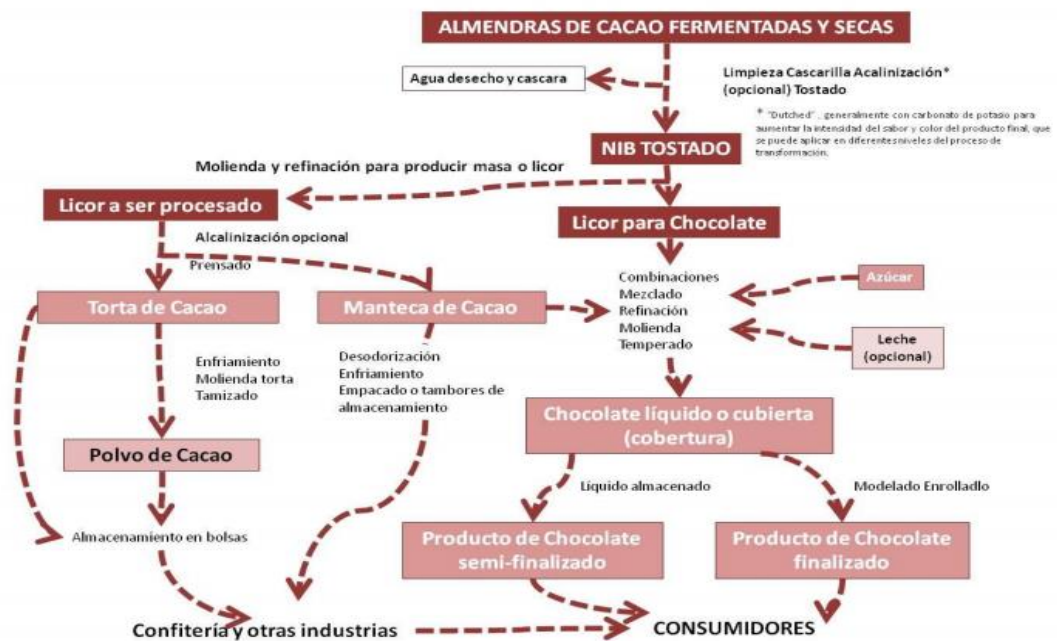 ALMENDRAS DE CACAO FERMENTADAS Y SECAS
Agua desecho y cascara
Limpieza Cascarilla Acalinización*
(opcional) Tostado
* "Dutched" , generalmente con carbonato de potasio para
aumentar la intensidad del sabor y color del producto final, que
se puede aplicar en diferentes niveles del proceso de
transformación.
NIB TOSTADO
Molienda y refinación para producir masa o licor
Licor a ser procesado
Licor para Chocolate
Alcalinización opcional
Prensado
Combinaciones
Mezclado
Refinación
Molienda
Temperado
Azúcar
Leche
(opcional)
Torta de Cacao
Manteca de Cacao
Enfriamiento
Molienda torta
Tamizado
Desodorización
Enfriamiento
Empacado o tambores de
almacenamiento
Chocolate líquido o cubierta
(cobertura)
Polvo de Cacao
Líquido almacenado
Modelado Enrolladlo
Almacenamiento en bolsas
Producto de Chocolate
semi-finalizado
Producto de Chocolate
finalizado
Confitería y otras industrias
CONSUMIDORES